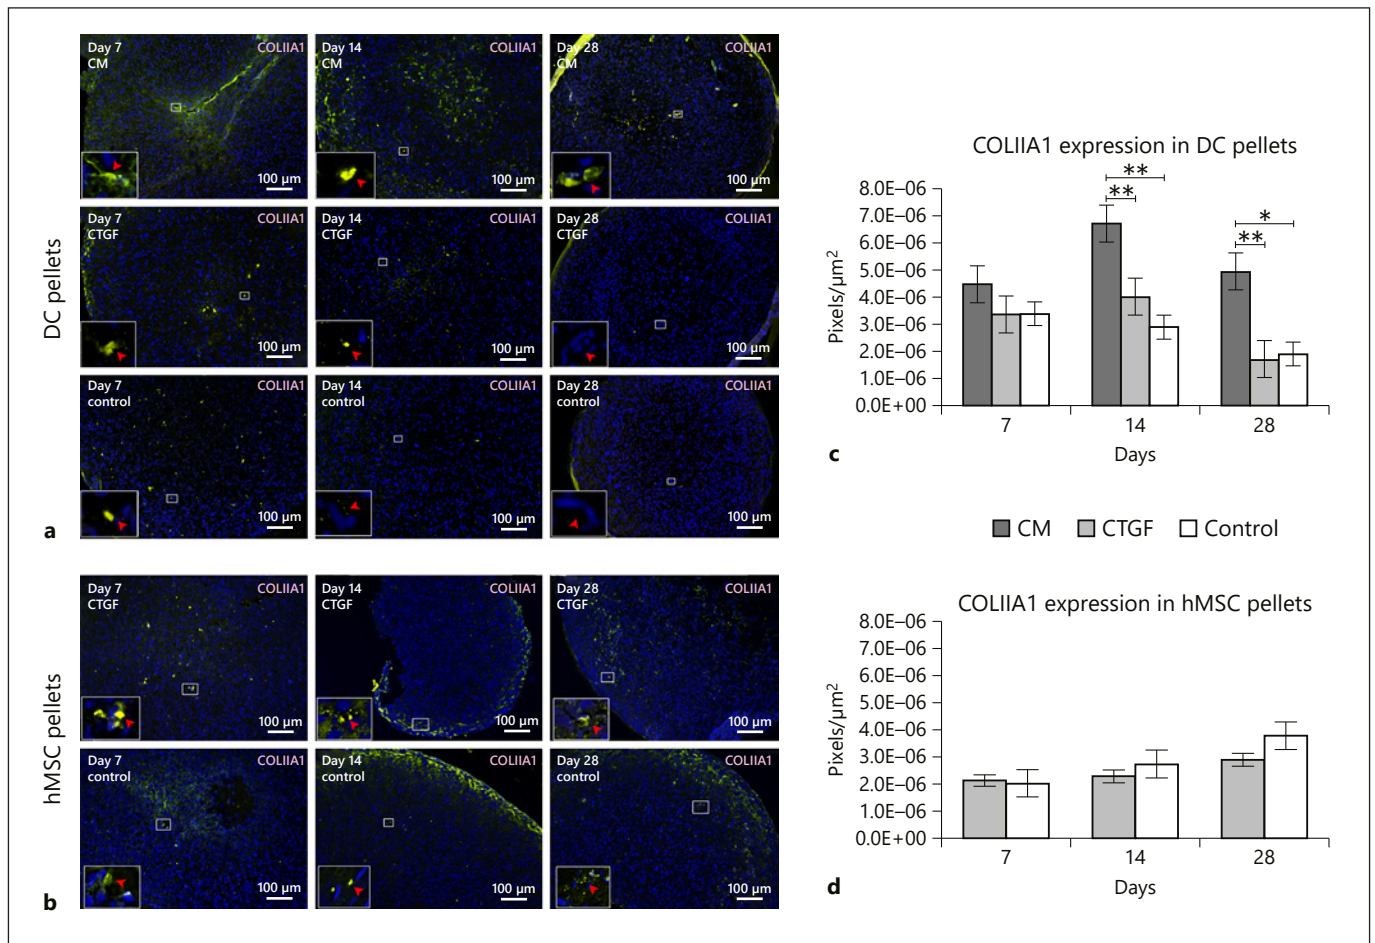 DC pellets
Day 7 COLIIA1
CM
100 µm
Day 14 COLIIA1
CM
100 µm
Day 28 COLIIA1
CM
100 µm
Day 7 COLIIA1
CTGF
100 µm
Day 14 COLIIA1
CTGF
100 µm
Day 28 COLIIA1
CTGF
100 µm
Day 7 COLIIA1
control
100 µm
Day 14 COLIIA1
control
100 µm
Day 28 COLIIA1
control
100 µm
a
hMSC pellets
Day 7 COLIIA1
CTGF
100 µm
Day 14 COLIIA1
CTGF
100 µm
Day 28 COLIIA1
CTGF
100 µm
Day 7 COLIIA1
control
100 µm
Day 14 COLIIA1
control
100 µm
Day 28 COLIIA1
control
100 µm
b
COLIIA1 expression in DC pellets
Pixels/µm²
8.0E–06
7.0E–06
6.0E–06
5.0E–06
4.0E–06
3.0E–06
2.0E–06
1.0E–06
0.0E+00
**
**
*
**
7 14 28
Days
c
CM CTGF Control
COLIIA1 expression in hMSC pellets
Pixels/µm²
8.0E–06
7.0E–06
6.0E–06
5.0E–06
4.0E–06
3.0E–06
2.0E–06
1.0E–06
0.0E+00
7 14 28
Days
d